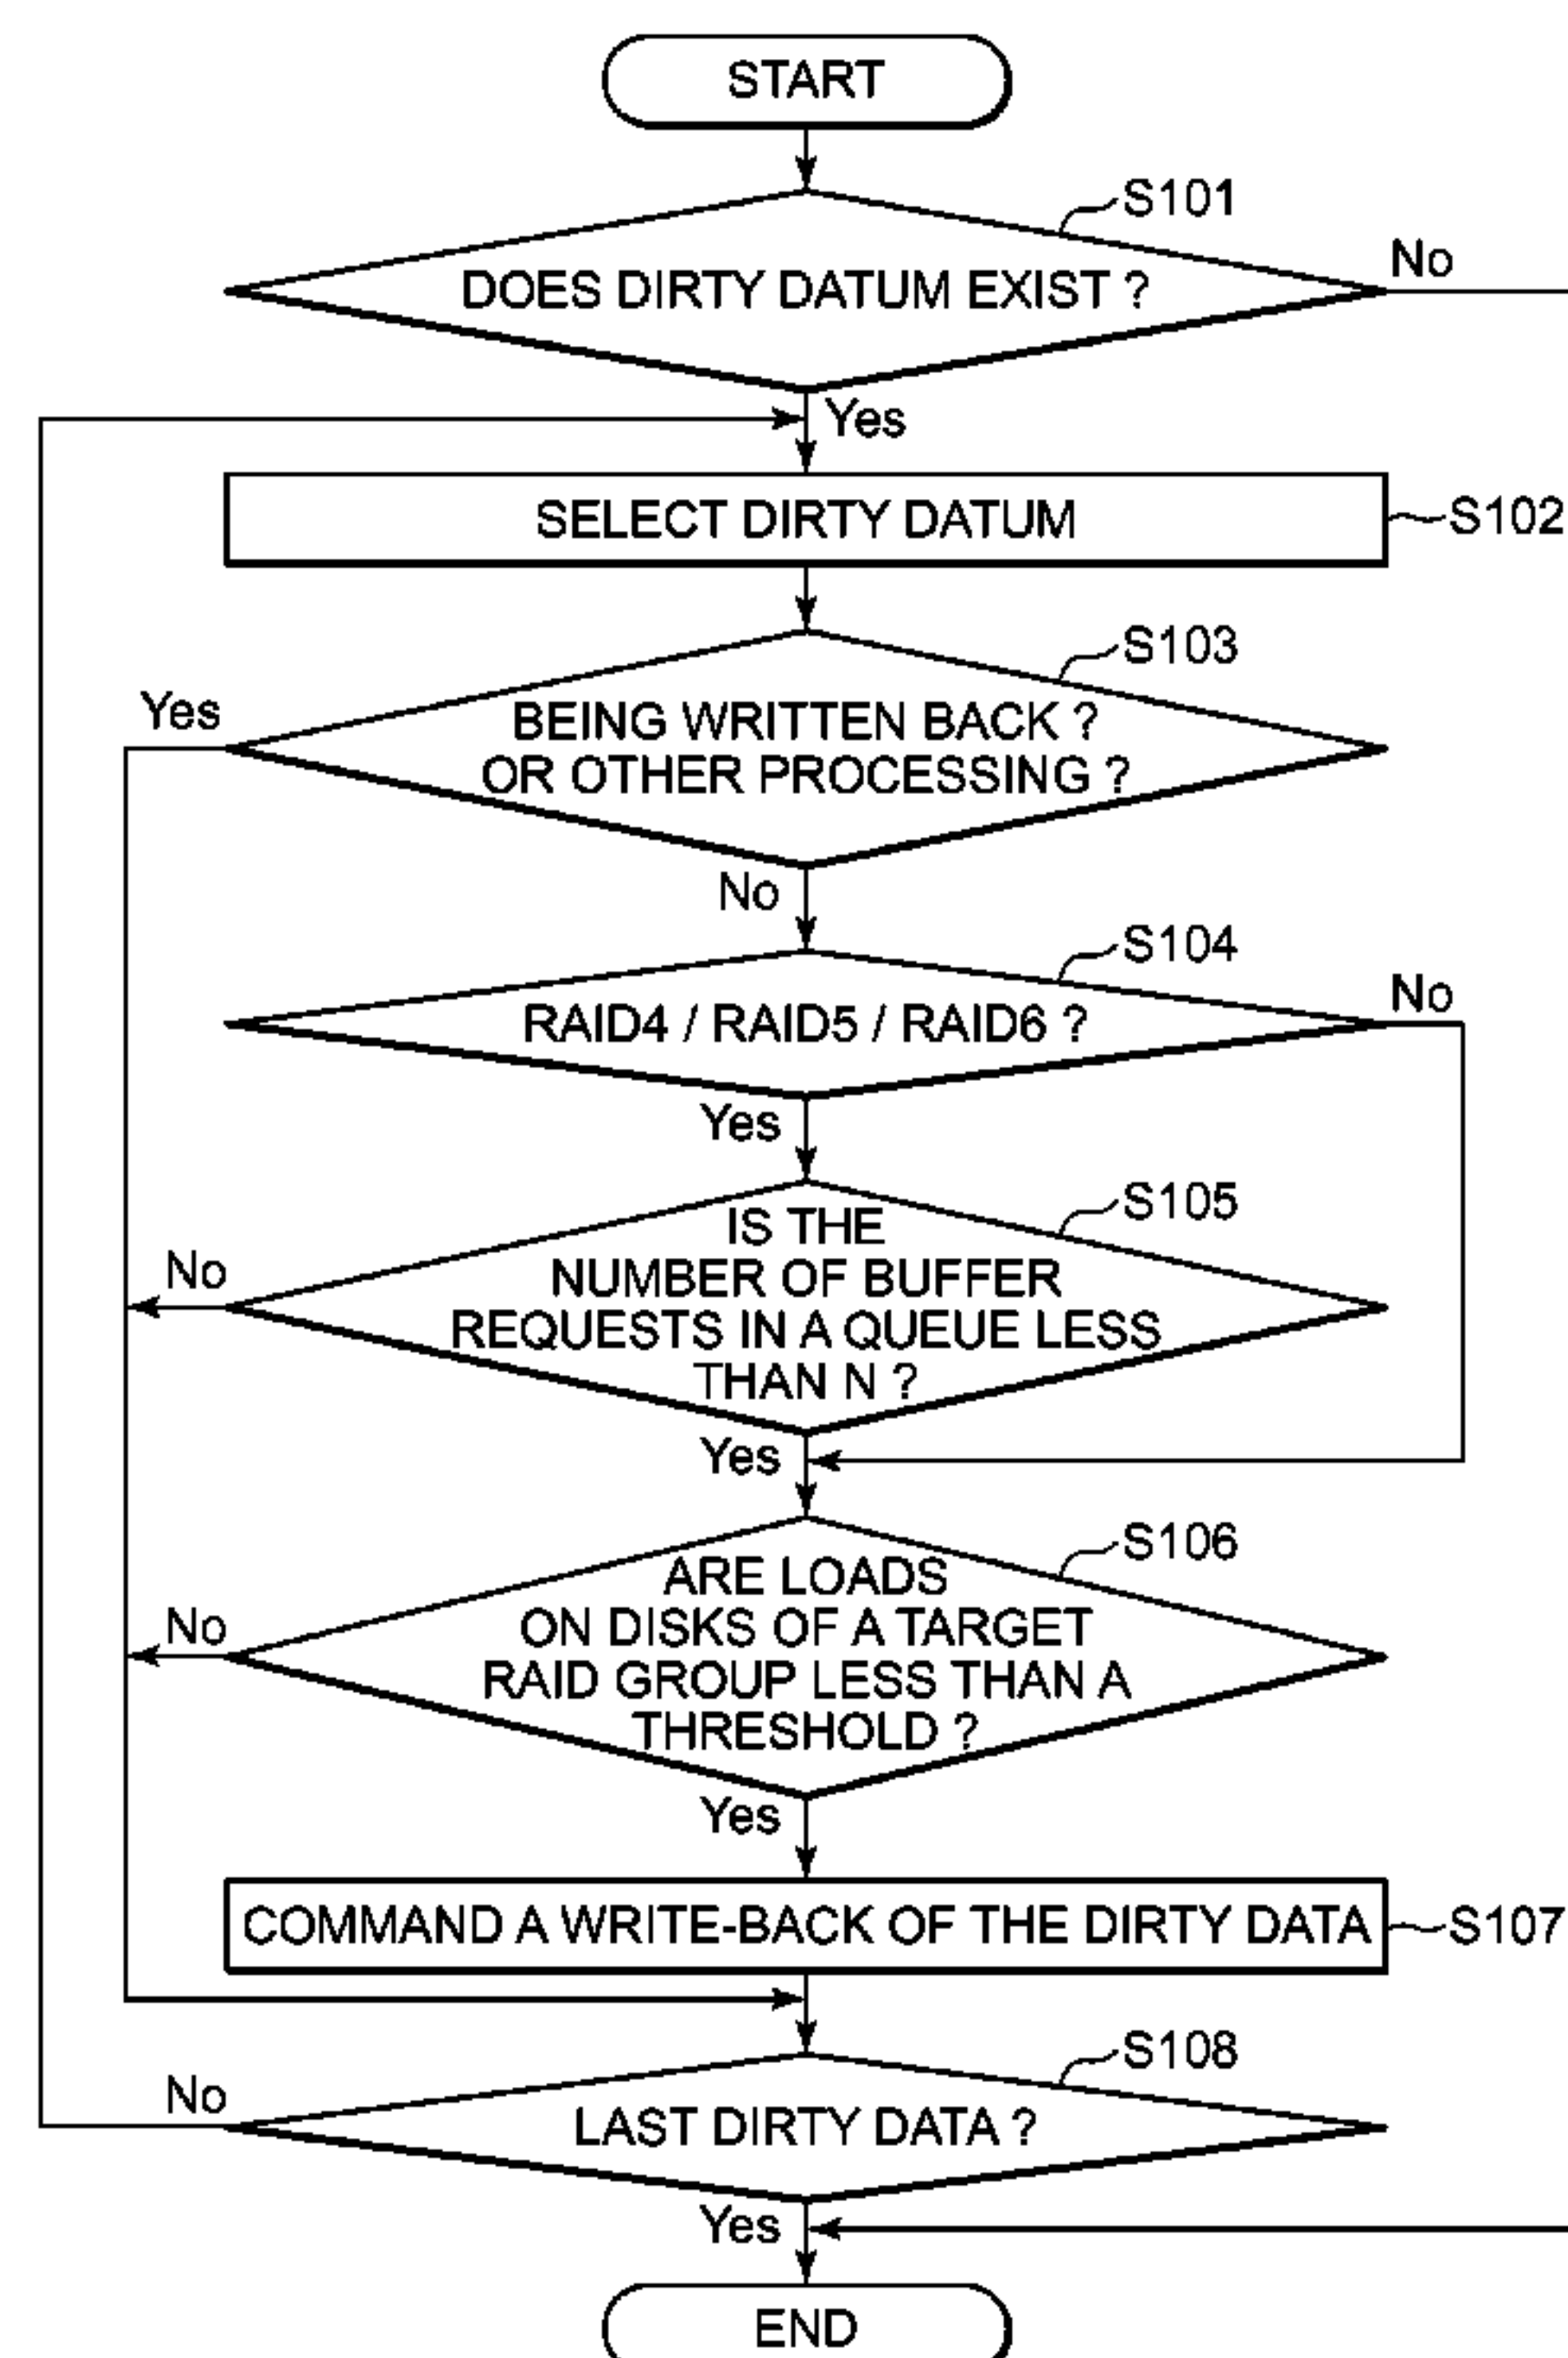 START
S101
DOES DIRTY DATUM EXIST ?
No
Yes
SELECT DIRTY DATUM
S102
S103
Yes
BEING WRITTEN BACK ?
OR OTHER PROCESSING ?
No
S104
RAID4 / RAID5 / RAID6 ?
No
Yes
S105
IS THE
NUMBER OF BUFFER
REQUESTS IN A QUEUE LESS
THAN N ?
No
Yes
S106
ARE LOADS
ON DISKS OF A TARGET
RAID GROUP LESS THAN A
THRESHOLD ?
No
Yes
COMMAND A WRITE-BACK OF THE DIRTY DATA
S107
S108
No
LAST DIRTY DATA ?
Yes
END